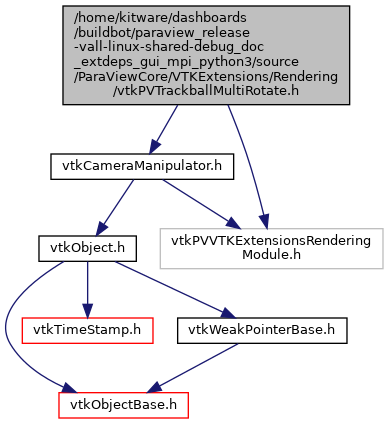 /home/kitware/dashboards
/buildbot/paraview_release
-vall-linux-shared-debug_doc
_extdeps_gui_mpi_python3/source
/ParaViewCore/VTKExtensions/Rendering
/vtkPVTrackballMultiRotate.h
vtkCameraManipulator.h
vtkObject.h
vtkPVVTKExtensionsRendering
Module.h
vtkTimeStamp.h
vtkWeakPointerBase.h
vtkObjectBase.h